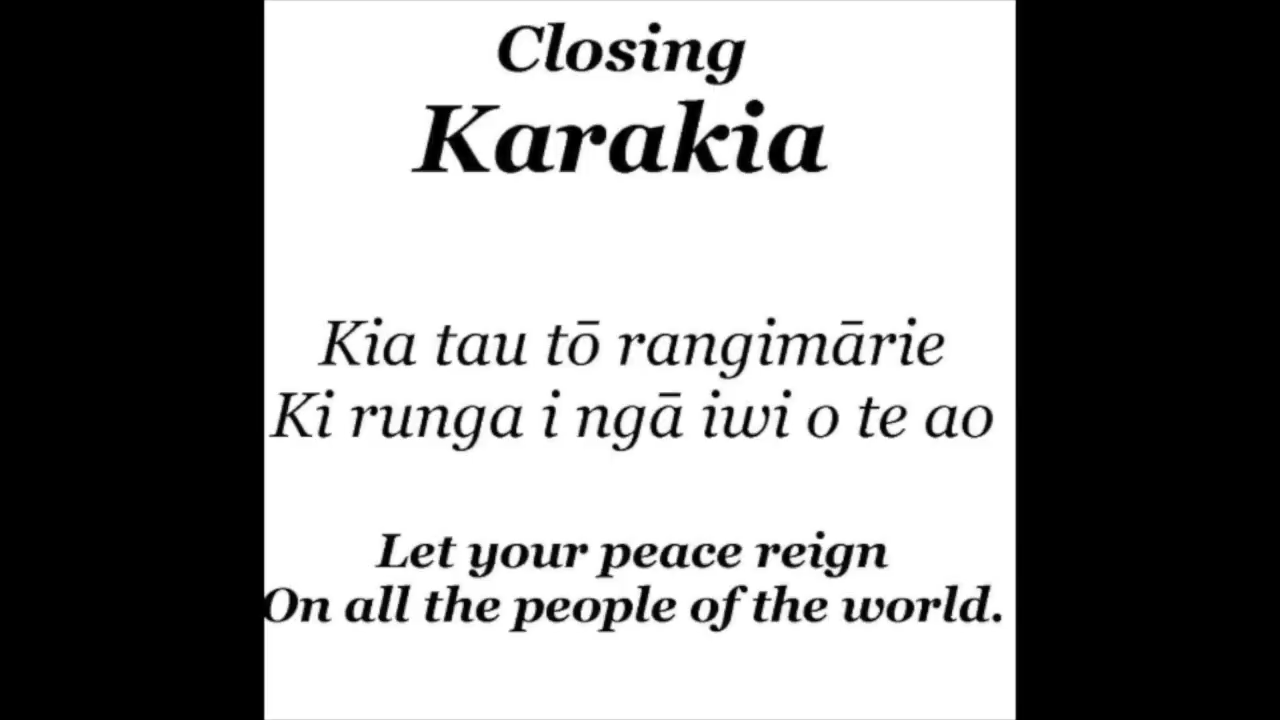 Closing
Karakia
Kia tau tō rangimārie
Ki runga i ngā iwi o te ao
Let your peace reign
On all the people of the world.